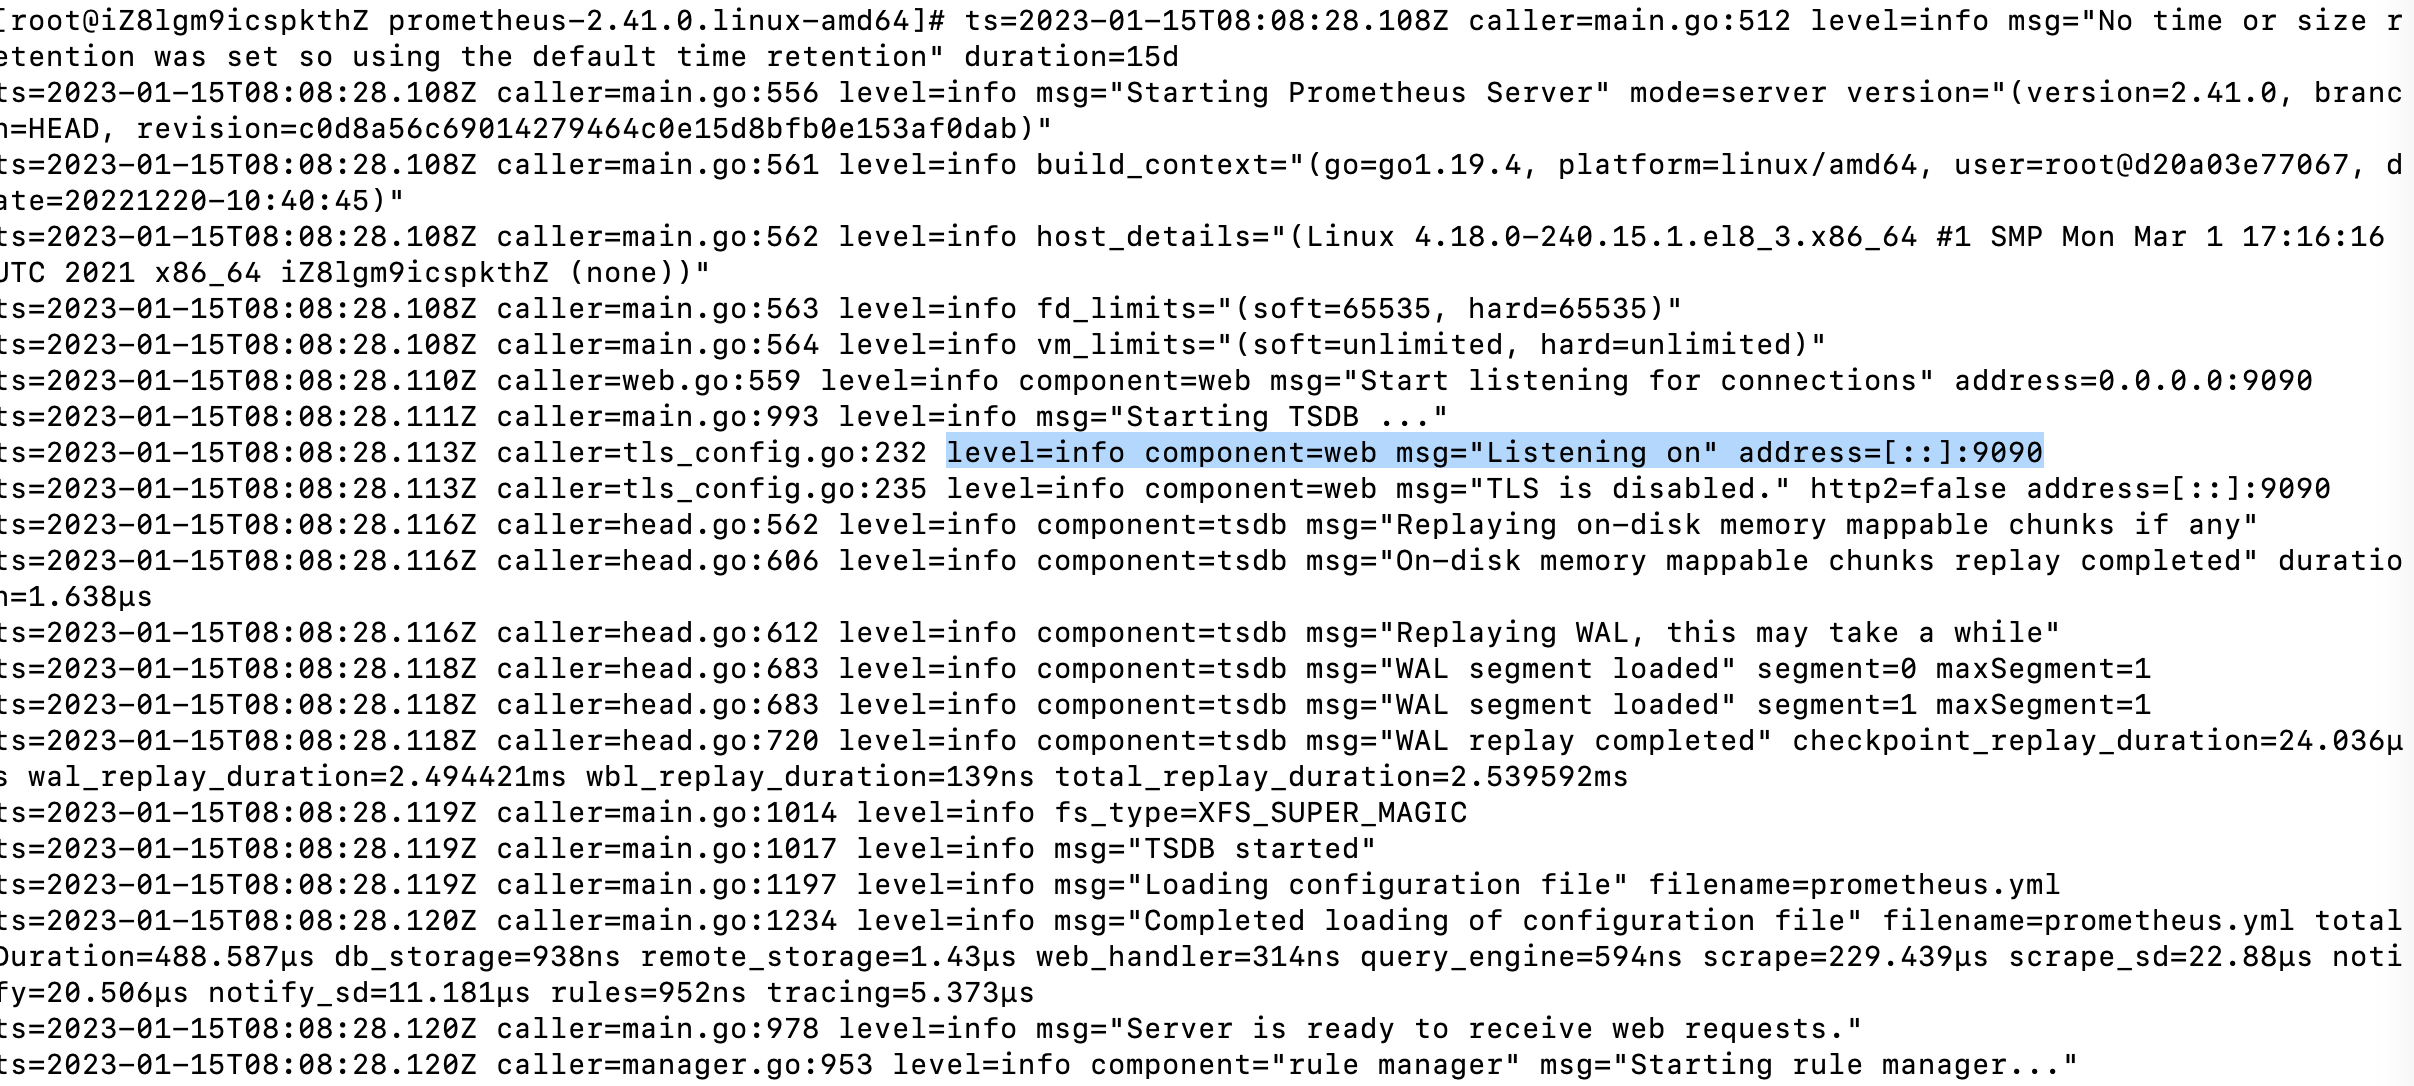 [root@iZ8lgm9icspkthZ prometheus-2.41.0.linux-amd64]# ts=2023-01-15T08:08:28.108Z caller=main.go:512 level=info msg="No time or size r
etention was set so using the default time retention" duration=15d
ts=2023-01-15T08:08:28.108Z caller=main.go:556 level=info msg="Starting Prometheus Server" mode=server version="(version=2.41.0, branc
h=HEAD, revision=c0d8a56c69014279464c0e15d8bfb0e153af0dab)"
ts=2023-01-15T08:08:28.108Z caller=main.go:561 level=info build_context="(go=go1.19.4, platform=linux/amd64, user=root@d20a03e77067, d
ate=20221220-10:40:45)"
ts=2023-01-15T08:08:28.108Z caller=main.go:562 level=info host_details="(Linux 4.18.0-240.15.1.el8_3.x86_64 #1 SMP Mon Mar 1 17:16:16
UTC 2021 x86_64 iZ8lgm9icspkthZ (none))"
ts=2023-01-15T08:08:28.108Z caller=main.go:563 level=info fd_limits="(soft=65535, hard=65535)"
ts=2023-01-15T08:08:28.108Z caller=main.go:564 level=info vm_limits="(soft=unlimited, hard=unlimited)"
ts=2023-01-15T08:08:28.110Z caller=web.go:559 level=info component=web msg="Start listening for connections" address=0.0.0.0:9090
ts=2023-01-15T08:08:28.111Z caller=main.go:993 level=info msg="Starting TSDB ..."
ts=2023-01-15T08:08:28.113Z caller=tls_config.go:232 level=info component=web msg="Listening on" address=[::]:9090
ts=2023-01-15T08:08:28.113Z caller=tls_config.go:235 level=info component=web msg="TLS is disabled." http2=false address=[::]:9090
ts=2023-01-15T08:08:28.116Z caller=head.go:562 level=info component=tsdb msg="Replaying on-disk memory mappable chunks if any"
ts=2023-01-15T08:08:28.116Z caller=head.go:606 level=info component=tsdb msg="On-disk memory mappable chunks replay completed" duratio
n=1.638µs
ts=2023-01-15T08:08:28.116Z caller=head.go:612 level=info component=tsdb msg="Replaying WAL, this may take a while"
ts=2023-01-15T08:08:28.118Z caller=head.go:683 level=info component=tsdb msg="WAL segment loaded" segment=0 maxSegment=1
ts=2023-01-15T08:08:28.118Z caller=head.go:683 level=info component=tsdb msg="WAL segment loaded" segment=1 maxSegment=1
ts=2023-01-15T08:08:28.118Z caller=head.go:720 level=info component=tsdb msg="WAL replay completed" checkpoint_replay_duration=24.036µ
s wal_replay_duration=2.494421ms wbl_replay_duration=139ns total_replay_duration=2.539592ms
ts=2023-01-15T08:08:28.119Z caller=main.go:1014 level=info fs_type=XFS_SUPER_MAGIC
ts=2023-01-15T08:08:28.119Z caller=main.go:1017 level=info msg="TSDB started"
ts=2023-01-15T08:08:28.119Z caller=main.go:1197 level=info msg="Loading configuration file" filename=prometheus.yml
ts=2023-01-15T08:08:28.120Z caller=main.go:1234 level=info msg="Completed loading of configuration file" filename=prometheus.yml total
Duration=488.587µs db_storage=938ns remote_storage=1.43µs web_handler=314ns query_engine=594ns scrape=229.439µs scrape_sd=22.88µs noti
fy=20.506µs notify_sd=11.181µs rules=952ns tracing=5.373µs
ts=2023-01-15T08:08:28.120Z caller=main.go:978 level=info msg="Server is ready to receive web requests."
ts=2023-01-15T08:08:28.120Z caller=manager.go:953 level=info component="rule manager" msg="Starting rule manager..."